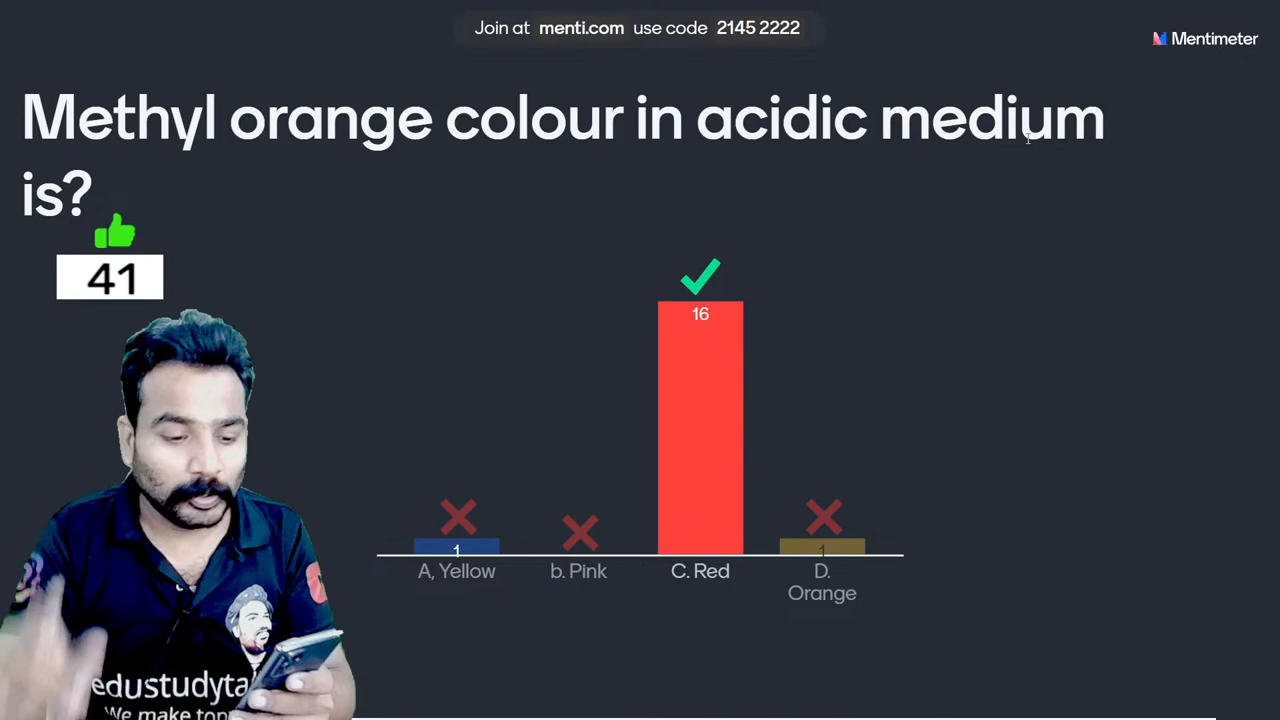 Join at menti.com use code 2145 2222
Mentimeter
Methyl orange colour in acidic medium
is?
41
16
1
1
A, Yellow
b. Pink
C. Red
D.
Orange
edustudyta
We make